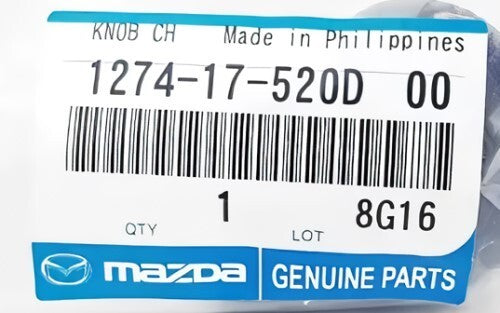 KNOB CH Made in Philippines
1274-17-520D 00
1 8G16
QTY LOT
mazda GENUINE PARTS